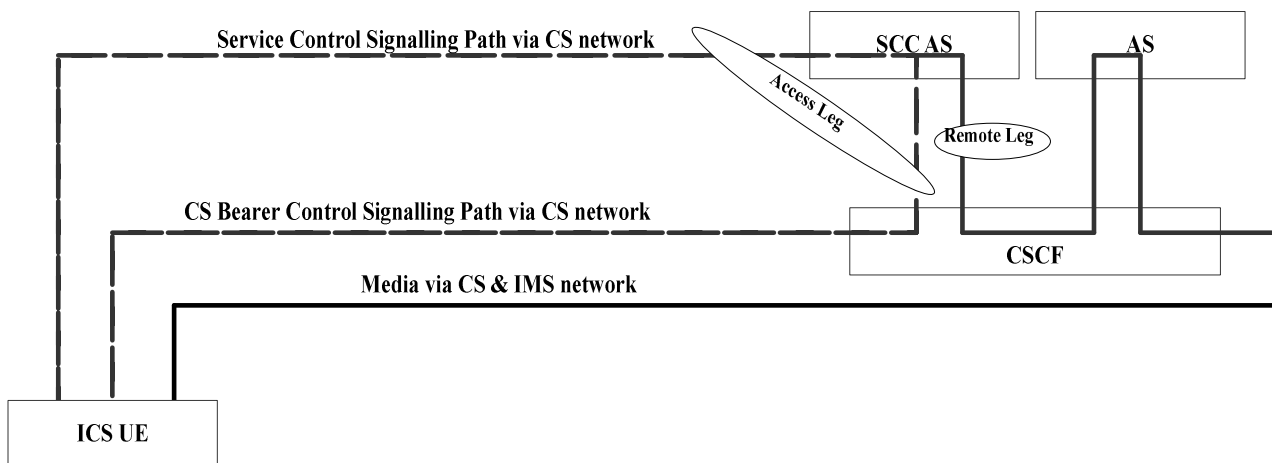 Service Control Signalling Path via CS network
SCC AS
AS
Access Leg
Remote Leg
CS Bearer Control Signalling Path via CS network
CSCF
Media via CS & IMS network
ICS UE